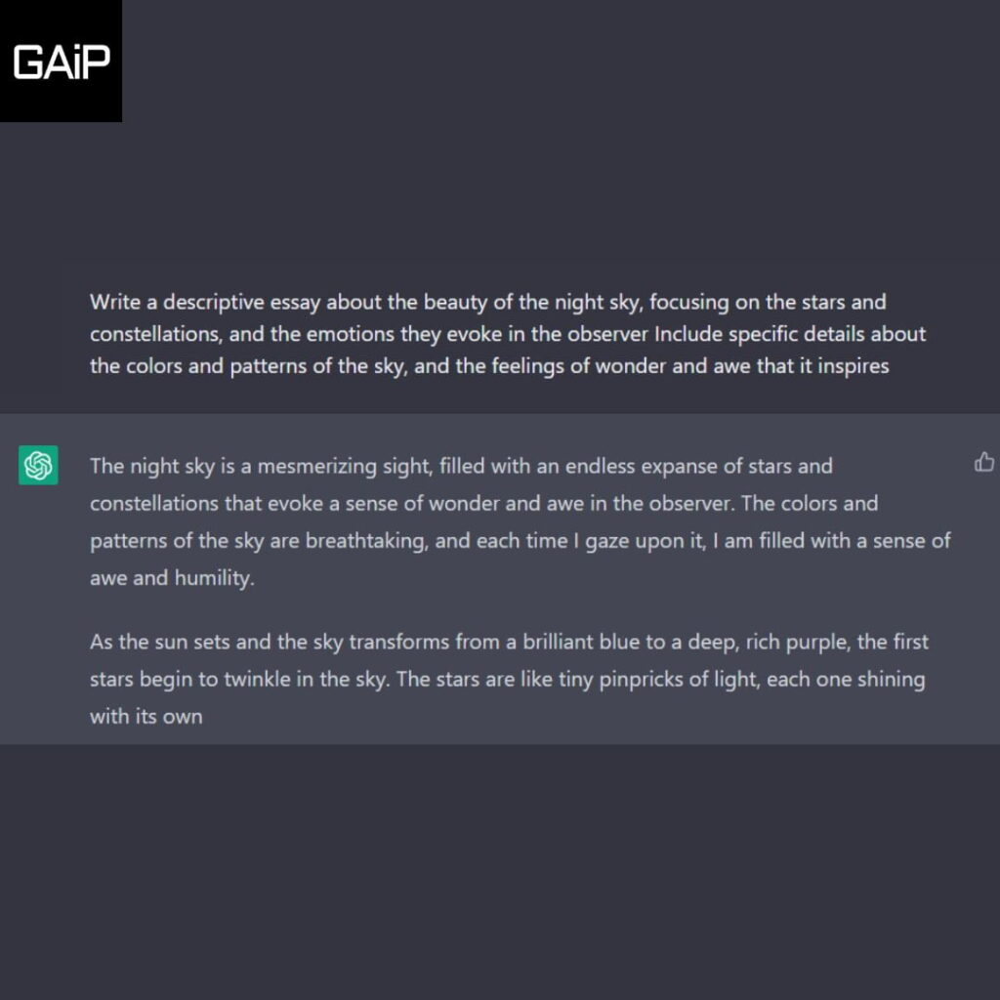 GAiP
Write a descriptive essay about the beauty of the night sky, focusing on the stars and
constellations, and the emotions they evoke in the observer Include specific details about
the colors and patterns of the sky, and the feelings of wonder and awe that it inspires
The night sky is a mesmerizing sight, filled with an endless expanse of stars and
constellations that evoke a sense of wonder and awe in the observer. The colors and
patterns of the sky are breathtaking, and each time I gaze upon it, I am filled with a sense of
awe and humility.
As the sun sets and the sky transforms from a brilliant blue to a deep, rich purple, the first
stars begin to twinkle in the sky. The stars are like tiny pinpricks of light, each one shining
with its own